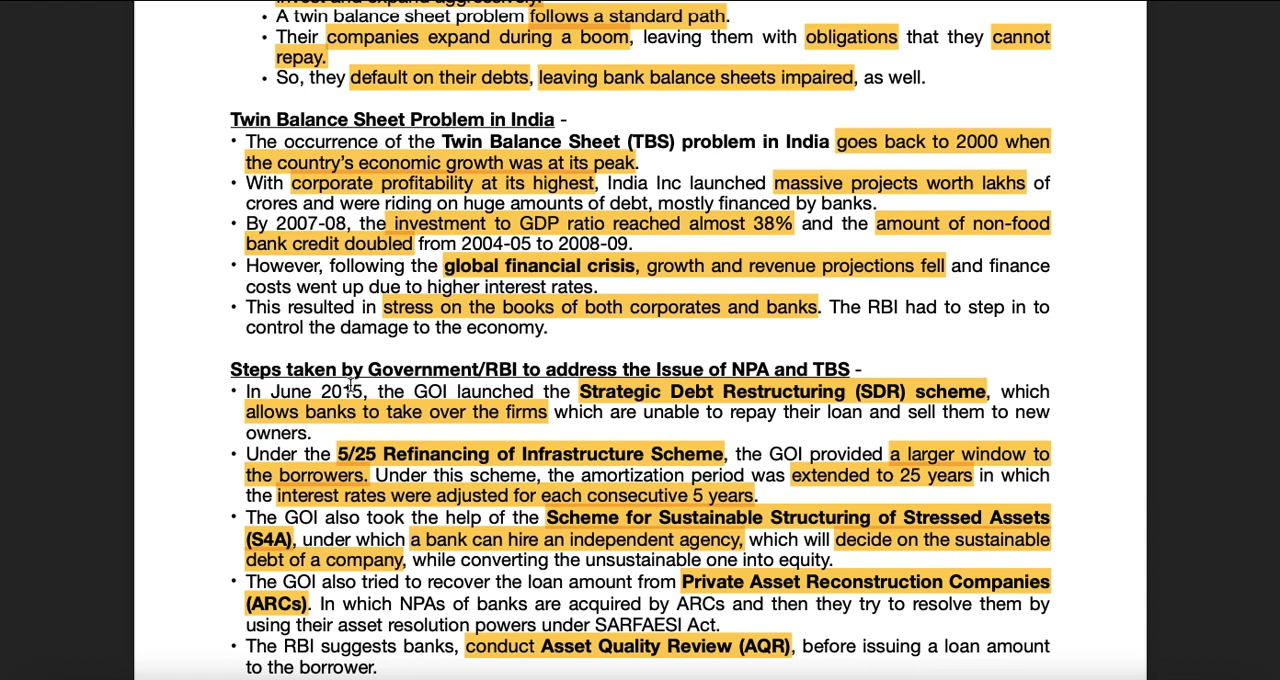 invest and expand aggressively.
• A twin balance sheet problem follows a standard path.
• Their companies expand during a boom, leaving them with obligations that they cannot
repay.
• So, they default on their debts, leaving bank balance sheets impaired, as well.
Twin Balance Sheet Problem in India -
• The occurrence of the Twin Balance Sheet (TBS) problem in India goes back to 2000 when
the country's economic growth was at its peak.
• With corporate profitability at its highest, India Inc launched massive projects worth lakhs of
crores and were riding on huge amounts of debt, mostly financed by banks.
• By 2007-08, the investment to GDP ratio reached almost 38% and the amount of non-food
bank credit doubled from 2004-05 to 2008-09.
• However, following the global financial crisis, growth and revenue projections fell and finance
costs went up due to higher interest rates.
• This resulted in stress on the books of both corporates and banks. The RBI had to step in to
control the damage to the economy.
Steps taken by Government/RBI to address the Issue of NPA and TBS -
• In June 2015, the GOI launched the Strategic Debt Restructuring (SDR) scheme, which
allows banks to take over the firms which are unable to repay their loan and sell them to new
owners.
• Under the 5/25 Refinancing of Infrastructure Scheme, the GOI provided a larger window to
the borrowers. Under this scheme, the amortization period was extended to 25 years in which
the interest rates were adjusted for each consecutive 5 years.
• The GOI also took the help of the Scheme for Sustainable Structuring of Stressed Assets
(S4A), under which a bank can hire an independent agency, which will decide on the sustainable
debt of a company, while converting the unsustainable one into equity.
• The GOI also tried to recover the loan amount from Private Asset Reconstruction Companies
(ARCs). In which NPAs of banks are acquired by ARCs and then they try to resolve them by
using their asset resolution powers under SARFAESI Act.
• The RBI suggests banks, conduct Asset Quality Review (AQR), before issuing a loan amount
to the borrower.